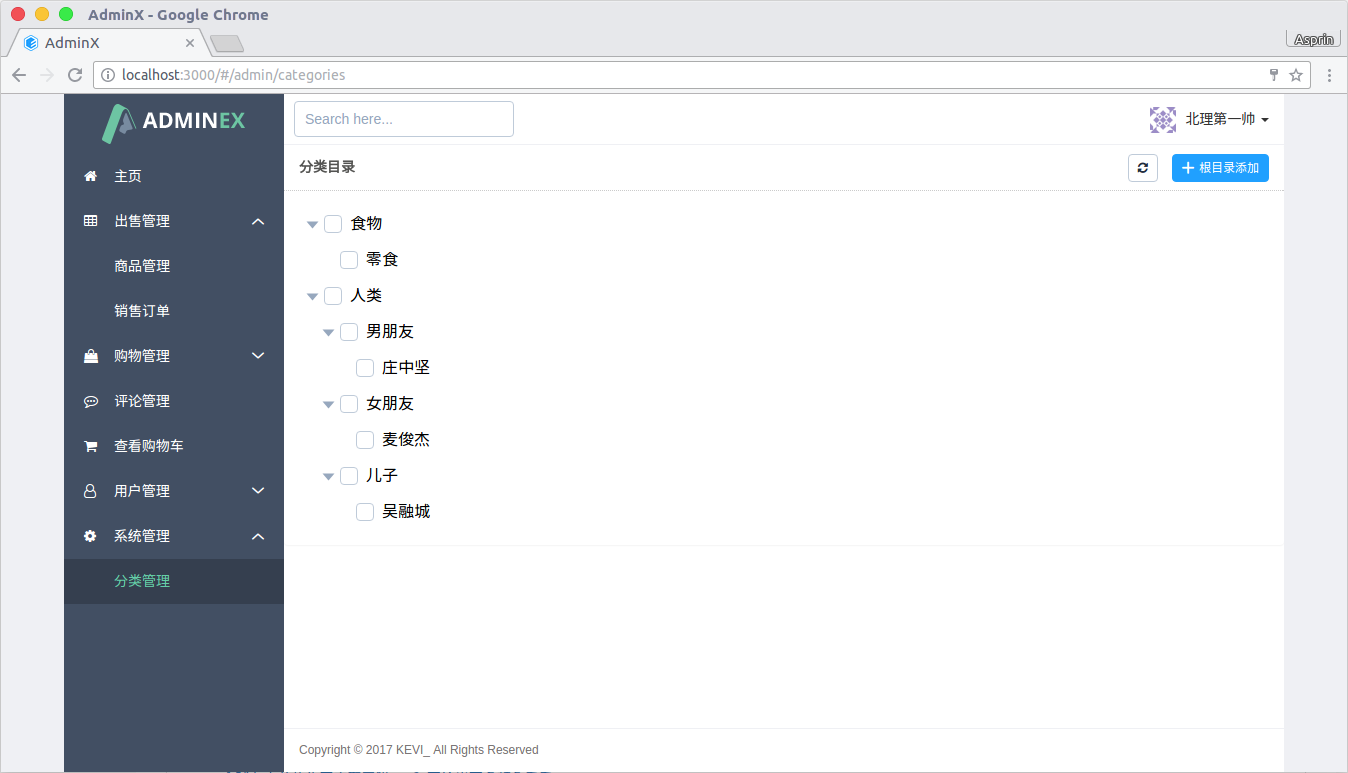 AdminX - Google Chrome
AdminX
Asprin
localhost:3000/#/admin/categories
ADMINEX
Search here...
北理第一帅
主页
分类目录
根目录添加
出售管理
商品管理
销售订单
购物管理
评论管理
查看购物车
用户管理
系统管理
分类管理
食物
零食
人类
男朋友
庄中坚
女朋友
麦俊杰
儿子
吴融城
Copyright © 2017 KEVI_ All Rights Reserved